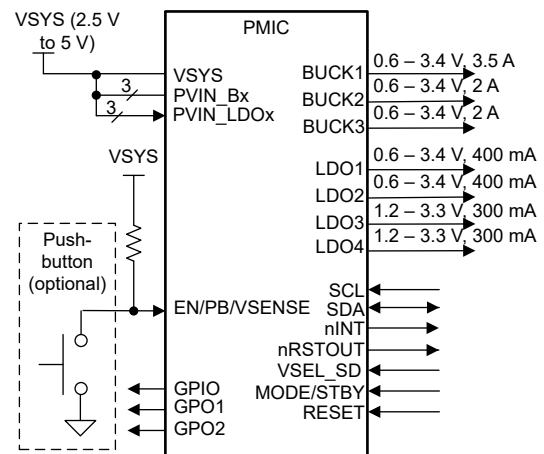 VSYS (2.5 V
to 5 V)
PMIC
VSYS
3
PVIN_Bx
3
PVIN_LDOx
BUCK1
0.6 – 3.4 V, 3.5 A
BUCK2
0.6 – 3.4 V, 2 A
BUCK3
0.6 – 3.4 V, 2 A
LDO1
0.6 – 3.4 V, 400 mA
LDO2
0.6 – 3.4 V, 400 mA
LDO3
1.2 – 3.3 V, 300 mA
LDO4
1.2 – 3.3 V, 300 mA
VSYS
Push-
button
(optional)
EN/PB/VSENSE
SCL
SDA
nINT
nRSTOUT
VSEL_SD
MODE/STBY
RESET
GPIO
GPO1
GPO2